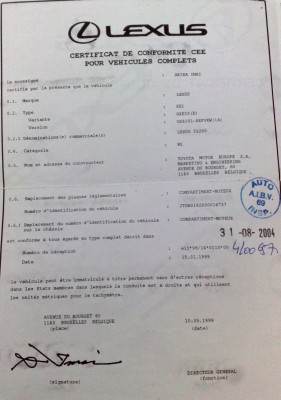 LEXUS
CERTIFICAT DE CONFORMITE CEE
POUR VEHICULES COMPLETS
Le soussigné :
certifie par la présente que le véhicule
0.1. Marque : LEXUS
0.2. Type : XE1
Variante
Version
0.2.1 Dénomination(s) commerciale(s) : LEXUS IS200
0.4. Catégorie : M1
0.5. Nom et adresse du constructeur : TOYOTA MOTOR EUROPE S.A.
MARKETING & ENGINEERING
AVENUE DU BOURGET 60
1140 BRUXELLES BELGIQUE
0.6. Emplacement des plaques réglementaires : COMPARTIMENT-MOTEUR
Numéro d'identification du véhicule
0.6.1 Emplacement du numéro d'identification du véhicule : COMPARTIMENT-MOTEUR
sur le châssis
est conforme à tous égards au type complet décrit dans
Numéro de réception
Date : 15.01.1999
AUTO
A.I.B.V.
69
INSP.
31-08-2004
Le véhicule peut être immatriculé à titre permanent sans d'autres réceptions
dans les Etats membres dans lesquels la conduite est à droite et qui utilisent
les unités métriques pour le tachymètre.
AVENUE DU BOURGET 60
1140 BRUXELLES BELGIQUE
(place)
10.05.1999
(date)
(signature)
DIRECTEUR GENERAL
(fonction)